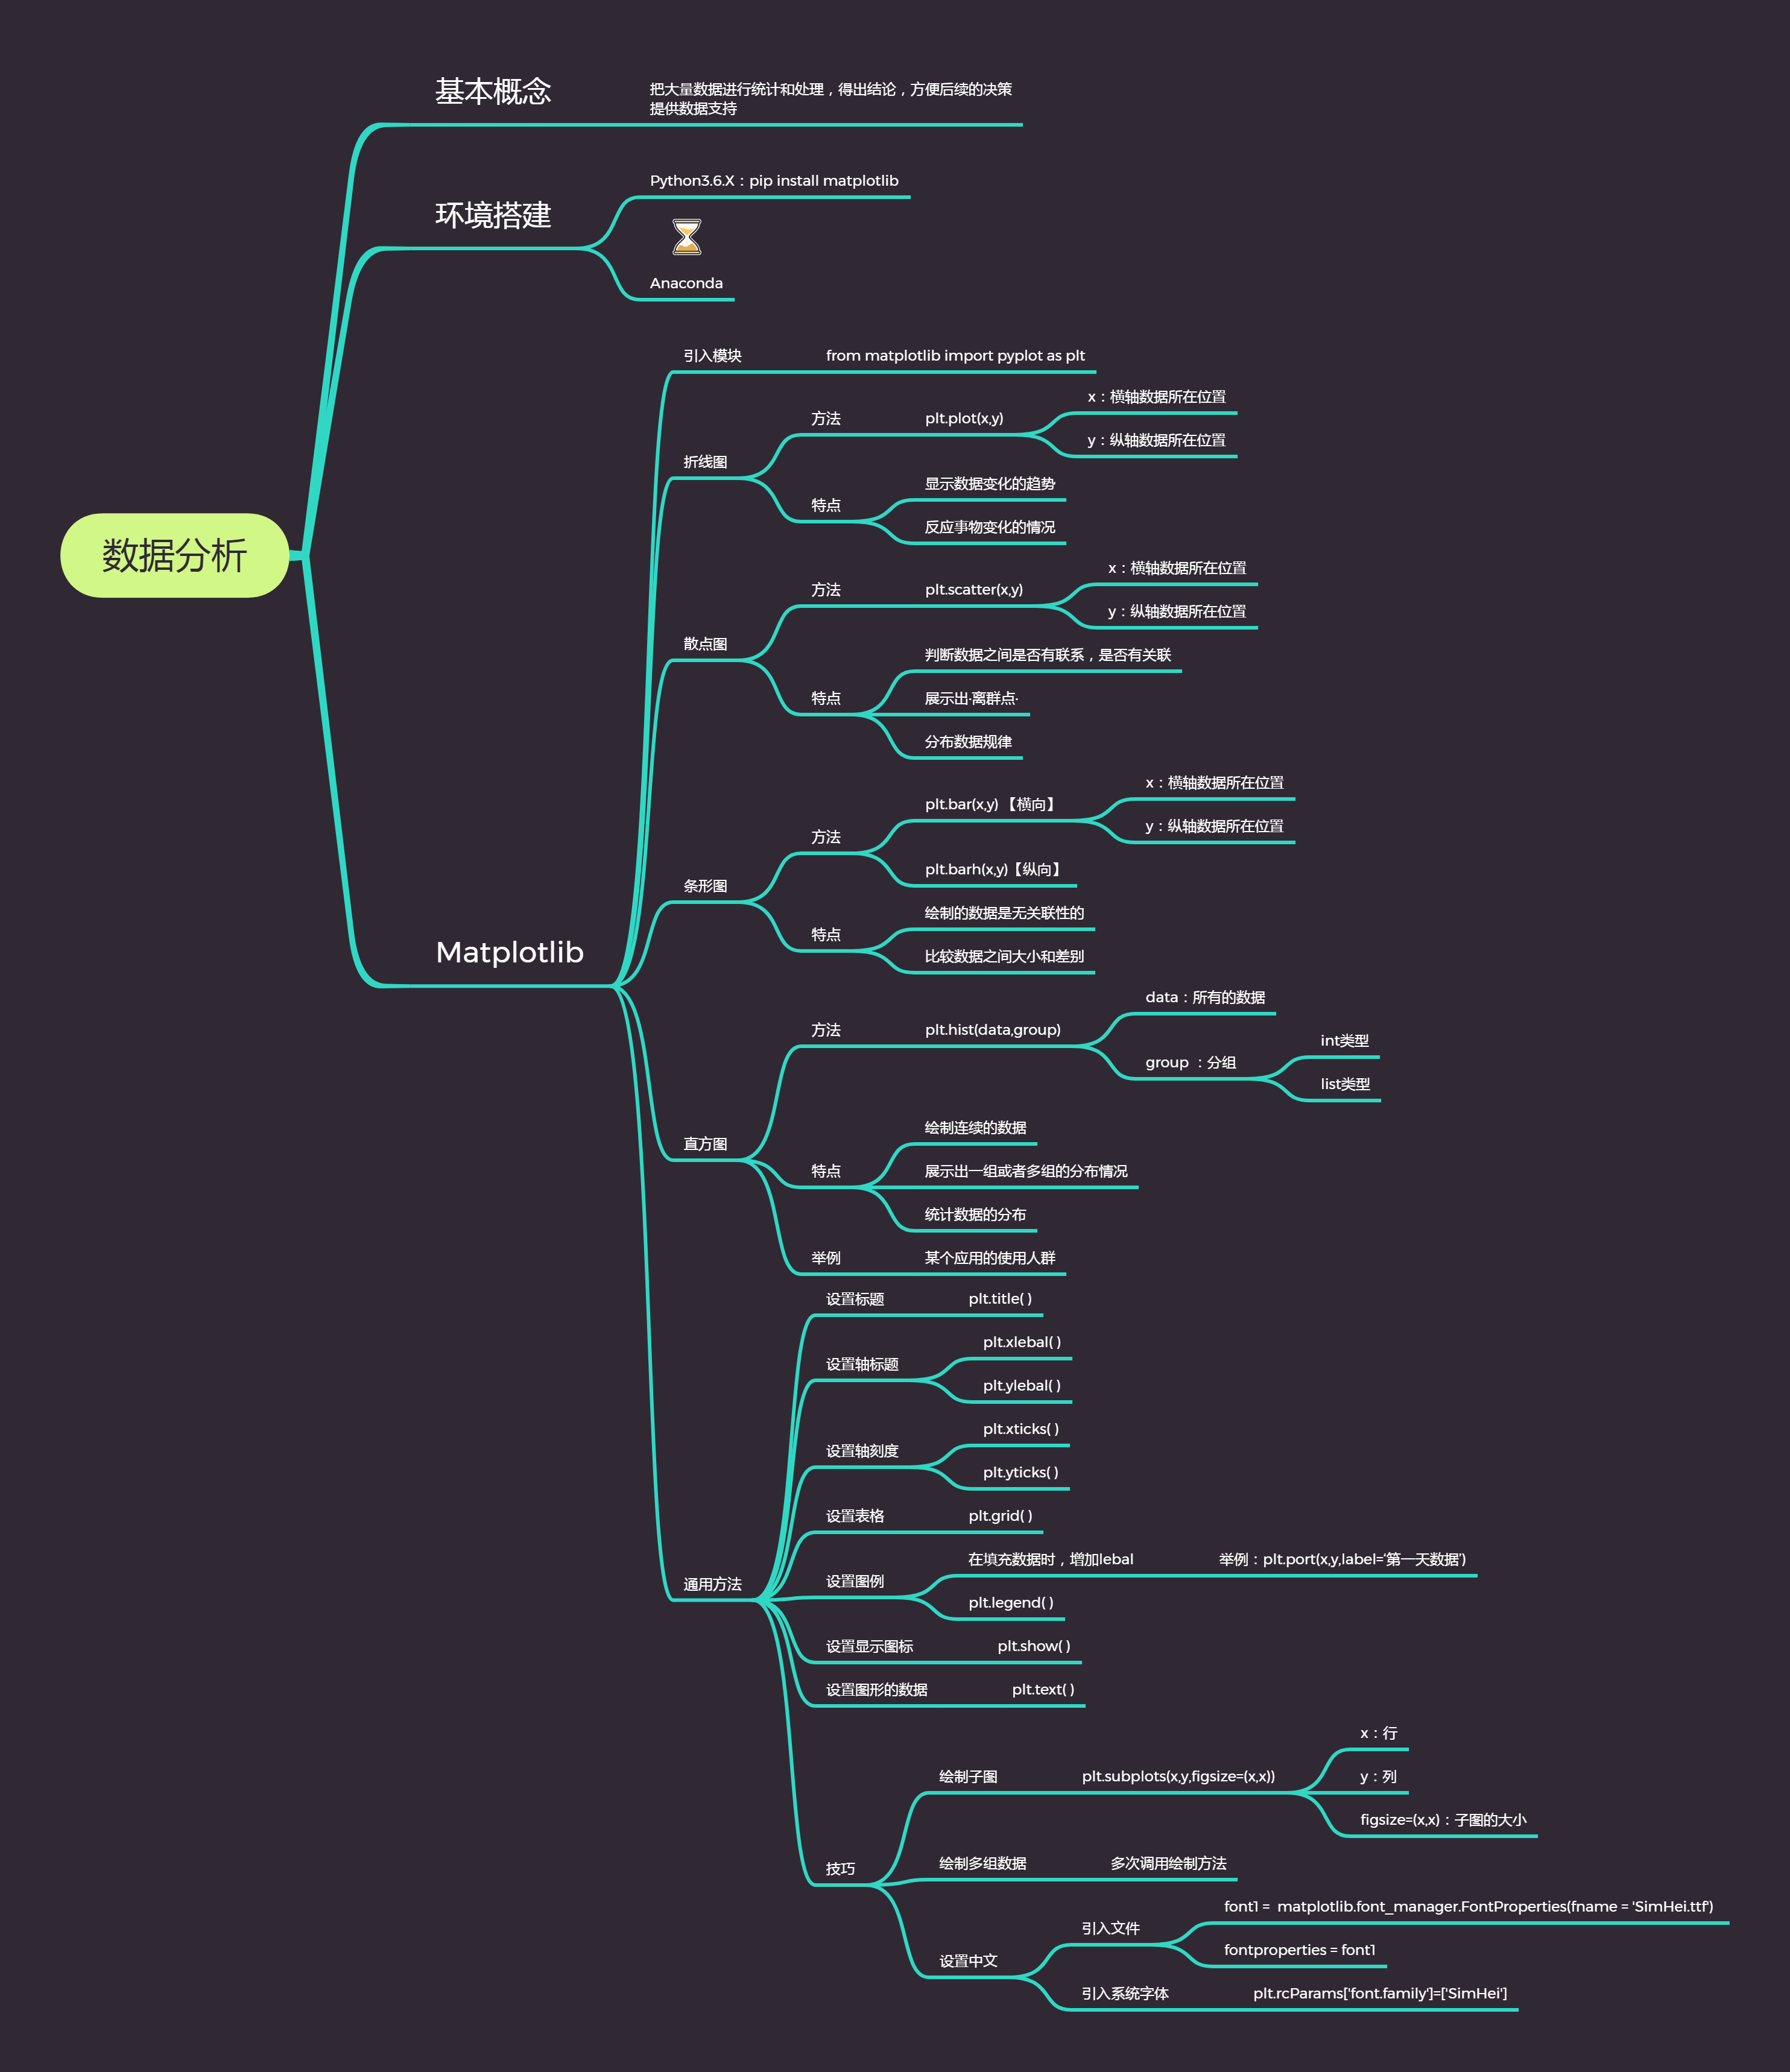 数据分析
基本概念
把大量数据进行统计和处理，得出结论，方便后续的决策
提供数据支持
环境搭建
Python3.6.X：pip install matplotlib
Anaconda
Matplotlib
引入模块
from matplotlib import pyplot as plt
折线图
方法
plt.plot(x,y)
x：横轴数据所在位置
y：纵轴数据所在位置
特点
显示数据变化的趋势
反应事物变化的情况
散点图
方法
plt.scatter(x,y)
x：横轴数据所在位置
y：纵轴数据所在位置
特点
判断数据之间是否有联系，是否有关联
展示出·离群点·
分布数据规律
条形图
方法
plt.bar(x,y) 【横向】
x：横轴数据所在位置
y：纵轴数据所在位置
plt.barh(x,y)【纵向】
特点
绘制的数据是无关联性的
比较数据之间大小和差别
直方图
方法
plt.hist(data,group)
data：所有的数据
group ：分组
int类型
list类型
特点
绘制连续的数据
展示出一组或者多组的分布情况
统计数据的分布
举例
某个应用的使用人群
通用方法
设置标题
plt.title( )
设置轴标题
plt.xlebal( )
plt.ylebal( )
设置轴刻度
plt.xticks( )
plt.yticks( )
设置表格
plt.grid( )
设置图例
在填充数据时，增加lebal
举例：plt.port(x,y,label=‘第一天数据’)
plt.legend( )
设置显示图标
plt.show( )
设置图形的数据
plt.text( )
技巧
绘制子图
plt.subplots(x,y,figsize=(x,x))
x：行
y：列
figsize=(x,x)：子图的大小
绘制多组数据
多次调用绘制方法
设置中文
引入文件
font1 =  matplotlib.font_manager.FontProperties(fname = 'SimHei.ttf')
fontproperties = font1
引入系统字体
plt.rcParams['font.family']=['SimHei']